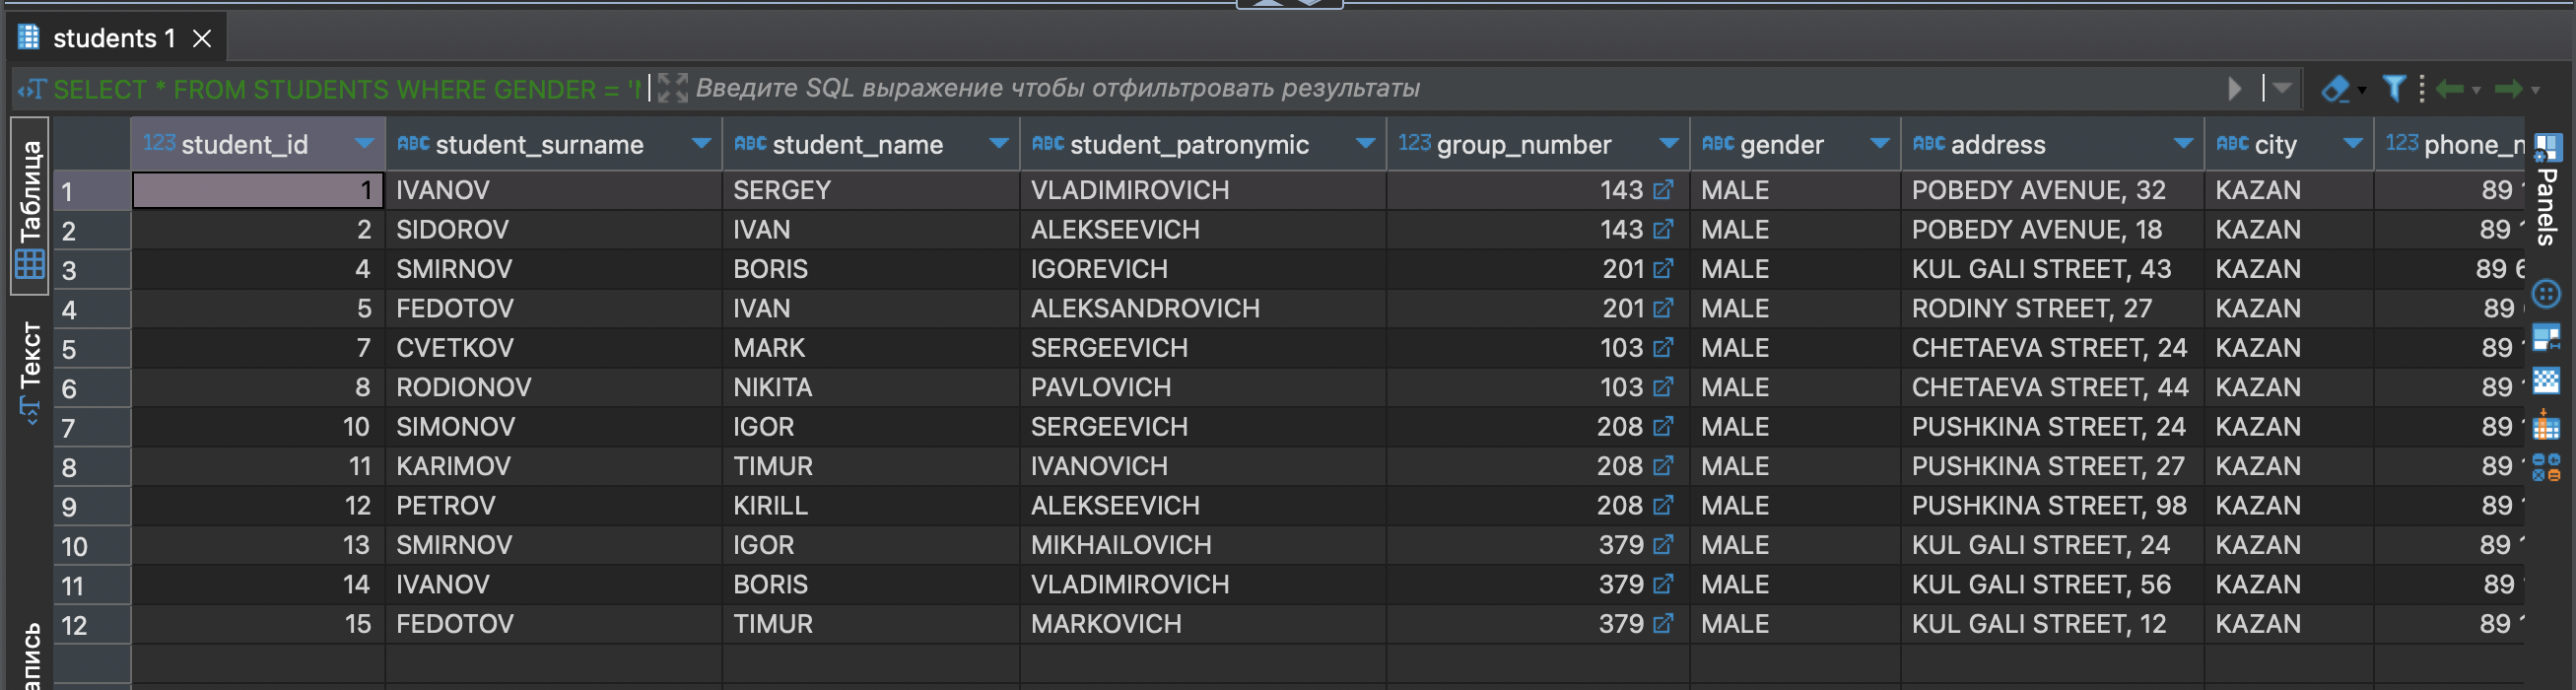 students 1
SELECT * FROM STUDENTS WHERE GENDER = ' Введите SQL выражение чтобы отфильтровать результаты
Таблица
Текст
Panels
123 student_id ABC student_surname ABC student_name ABC student_patronymic 123 group_number ABC gender ABC address ABC city 123 phone_n
1 1 IVANOV SERGEY VLADIMIROVICH 143 MALE POBEDY AVENUE, 32 KAZAN 89
2 2 SIDOROV IVAN ALEKSEEVICH 143 MALE POBEDY AVENUE, 18 KAZAN 89
3 4 SMIRNOV BORIS IGOREVICH 201 MALE KUL GALI STREET, 43 KAZAN 89 6
4 5 FEDOTOV IVAN ALEKSANDROVICH 201 MALE RODINY STREET, 27 KAZAN 89
5 7 CVETKOV MARK SERGEEVICH 103 MALE CHETAEVA STREET, 24 KAZAN 89
6 8 RODIONOV NIKITA PAVLOVICH 103 MALE CHETAEVA STREET, 44 KAZAN 89
7 10 SIMONOV IGOR SERGEEVICH 208 MALE PUSHKINA STREET, 24 KAZAN 89
8 11 KARIMOV TIMUR IVANOVICH 208 MALE PUSHKINA STREET, 27 KAZAN 89
9 12 PETROV KIRILL ALEKSEEVICH 208 MALE PUSHKINA STREET, 98 KAZAN 89
10 13 SMIRNOV IGOR MIKHAILOVICH 379 MALE KUL GALI STREET, 24 KAZAN 89
11 14 IVANOV BORIS VLADIMIROVICH 379 MALE KUL GALI STREET, 56 KAZAN 89
12 15 FEDOTOV TIMUR MARKOVICH 379 MALE KUL GALI STREET, 12 KAZAN 89
апись